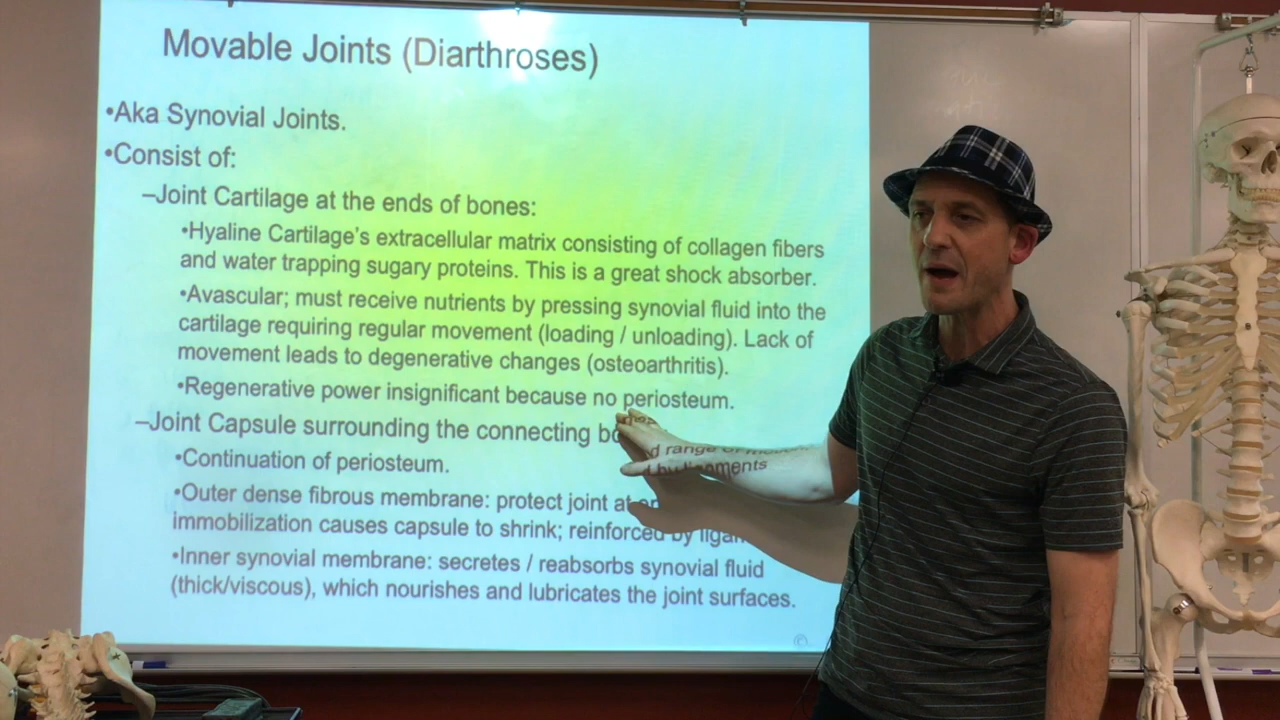 Movable Joints (Diarthroses)
•Aka Synovial Joints.
•Consist of:
–Joint Cartilage at the ends of bones:
•Hyaline Cartilage's extracellular matrix consisting of collagen fibers
and water trapping sugary proteins. This is a great shock absorber.
•Avascular; must receive nutrients by pressing synovial fluid into the
cartilage requiring regular movement (loading / unloading). Lack of
movement leads to degenerative changes (osteoarthritis).
•Regenerative power insignificant because no periosteum.
–Joint Capsule surrounding the connecting
•Continuation of periosteum.
•Outer dense fibrous membrane: protect joint at range of
immobilization causes capsule to shrink; reinforced by ligaments
•Inner synovial membrane: secretes / reabsorbs synovial fluid
(thick/viscous), which nourishes and lubricates the joint surfaces.
©